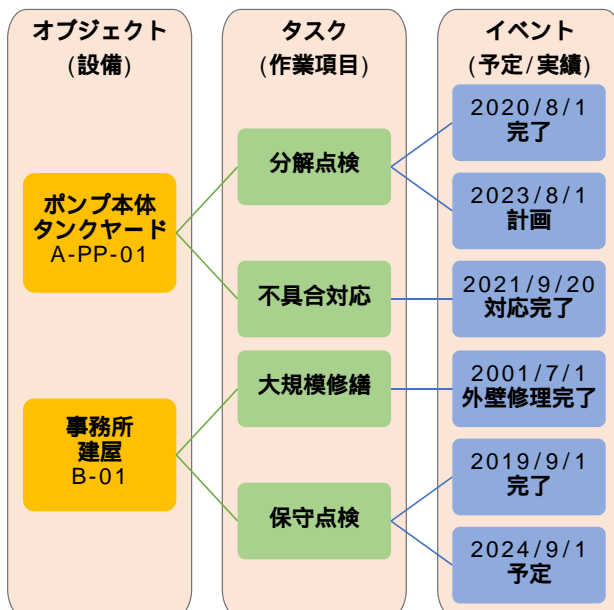 オブジェクト
(設備)
タスク
(作業項目)
イベント
(予定/実績)
ポンプ本体
タンクヤード
A-PP-01
分解点検
2020/8/1
完了
2023/8/1
計画
不具合対応
2021/9/20
対応完了
事務所
建屋
B-01
大規模修繕
2001/7/1
外壁修理完了
保守点検
2019/9/1
完了
2024/9/1
予定